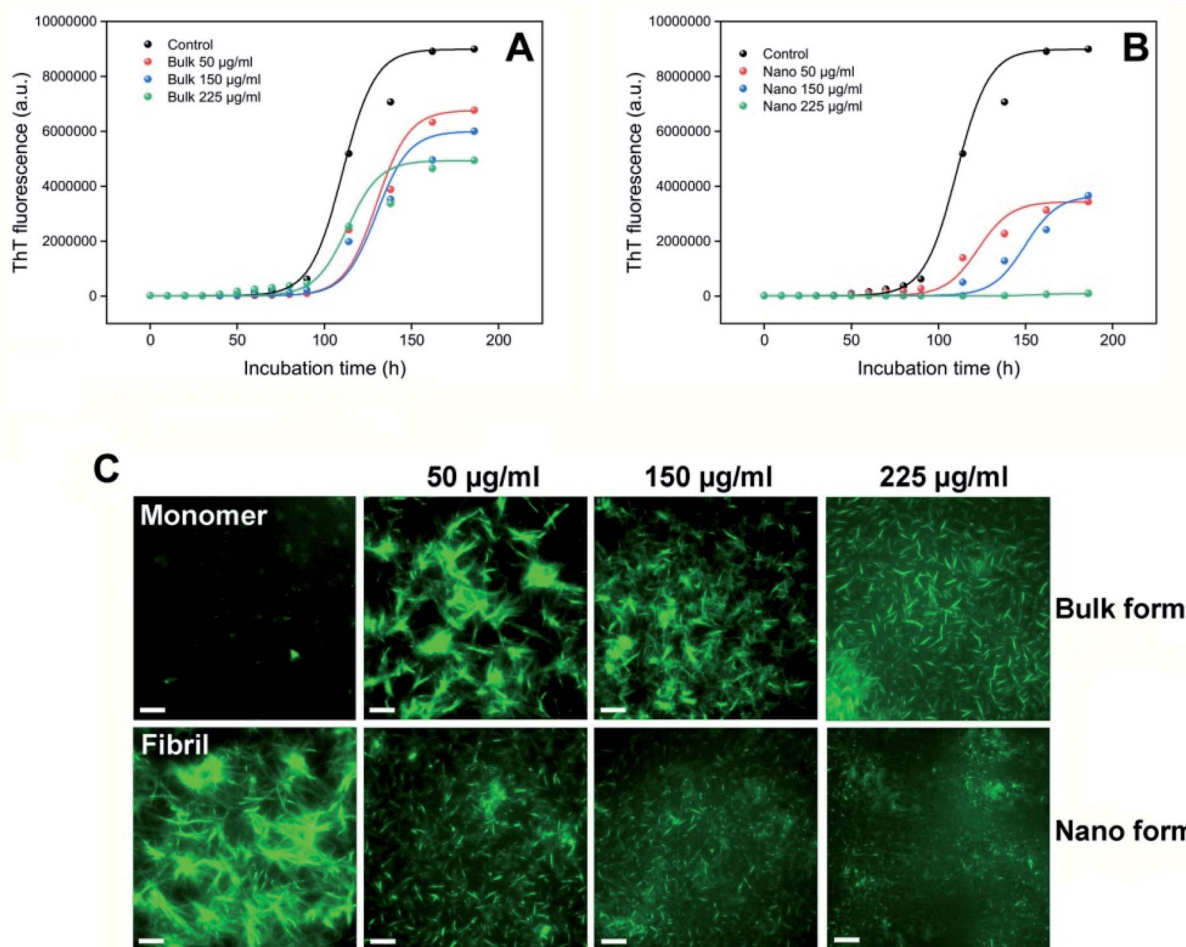 A
ThT fluorescence (a.u.)
10000000
8000000
6000000
4000000
2000000
0
Control
Bulk 50 µg/ml
Bulk 150 µg/ml
Bulk 225 µg/ml
0 50 100 150 200
Incubation time (h)
B
ThT fluorescence (a.u.)
10000000
8000000
6000000
4000000
2000000
0
Control
Nano 50 µg/ml
Nano 150 µg/ml
Nano 225 µg/ml
0 50 100 150 200
Incubation time (h)
C
50 µg/ml 150 µg/ml 225 µg/ml
Monomer
Bulk form
Fibril
Nano form